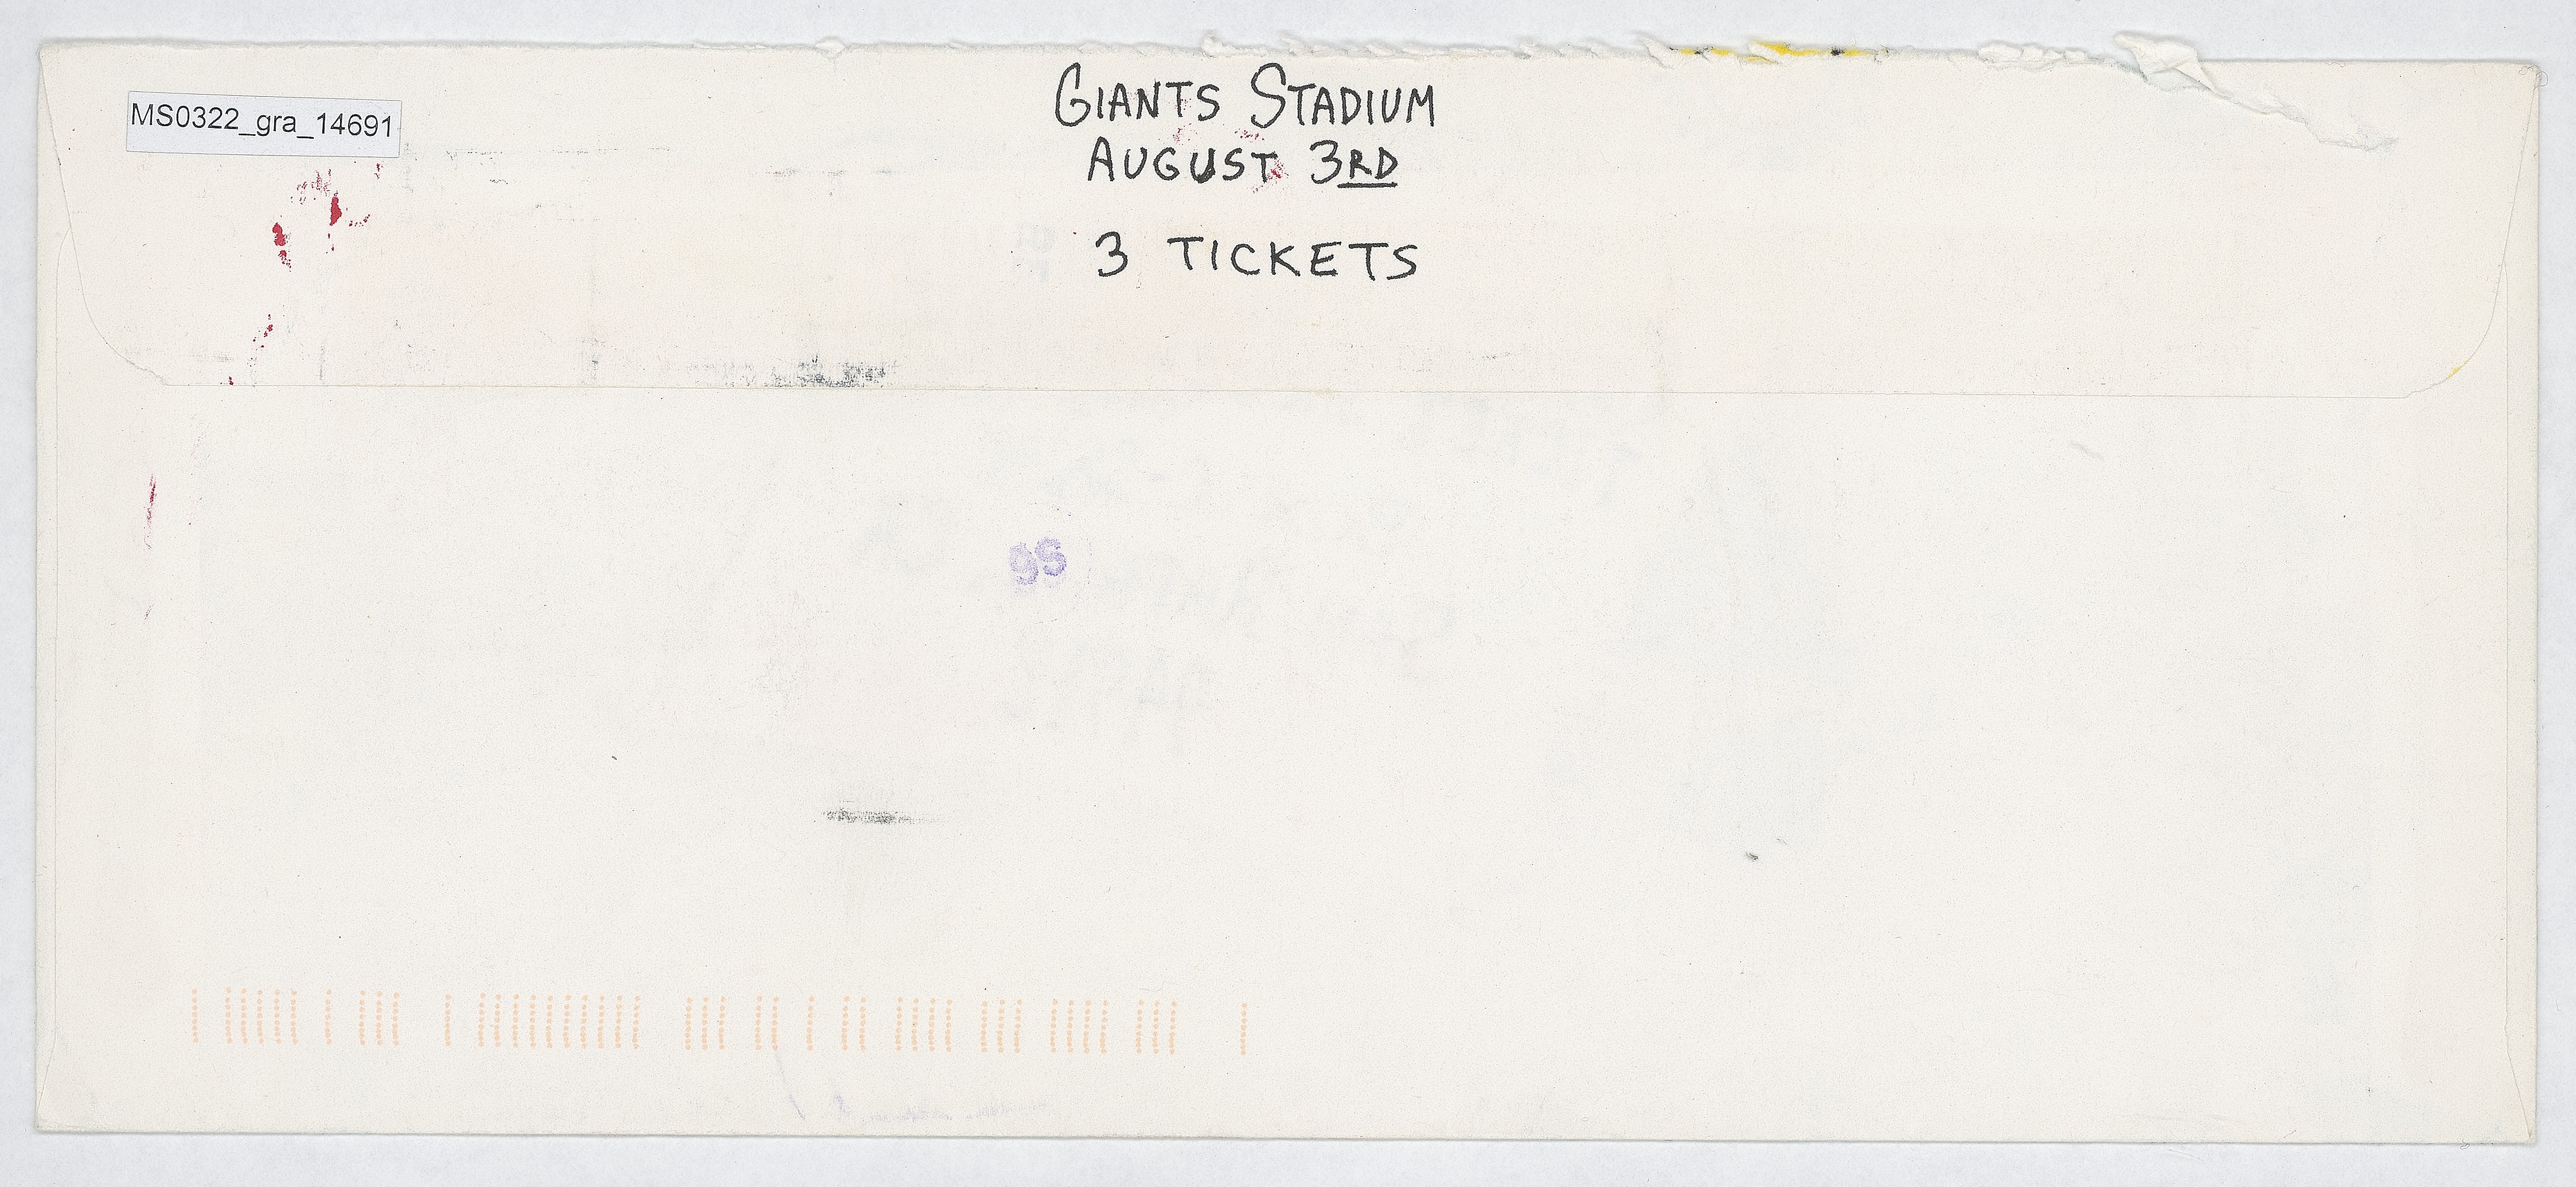 MS0322_gra_14691
GIANTS STADIUM
AUGUST 3RD
3 TICKETS